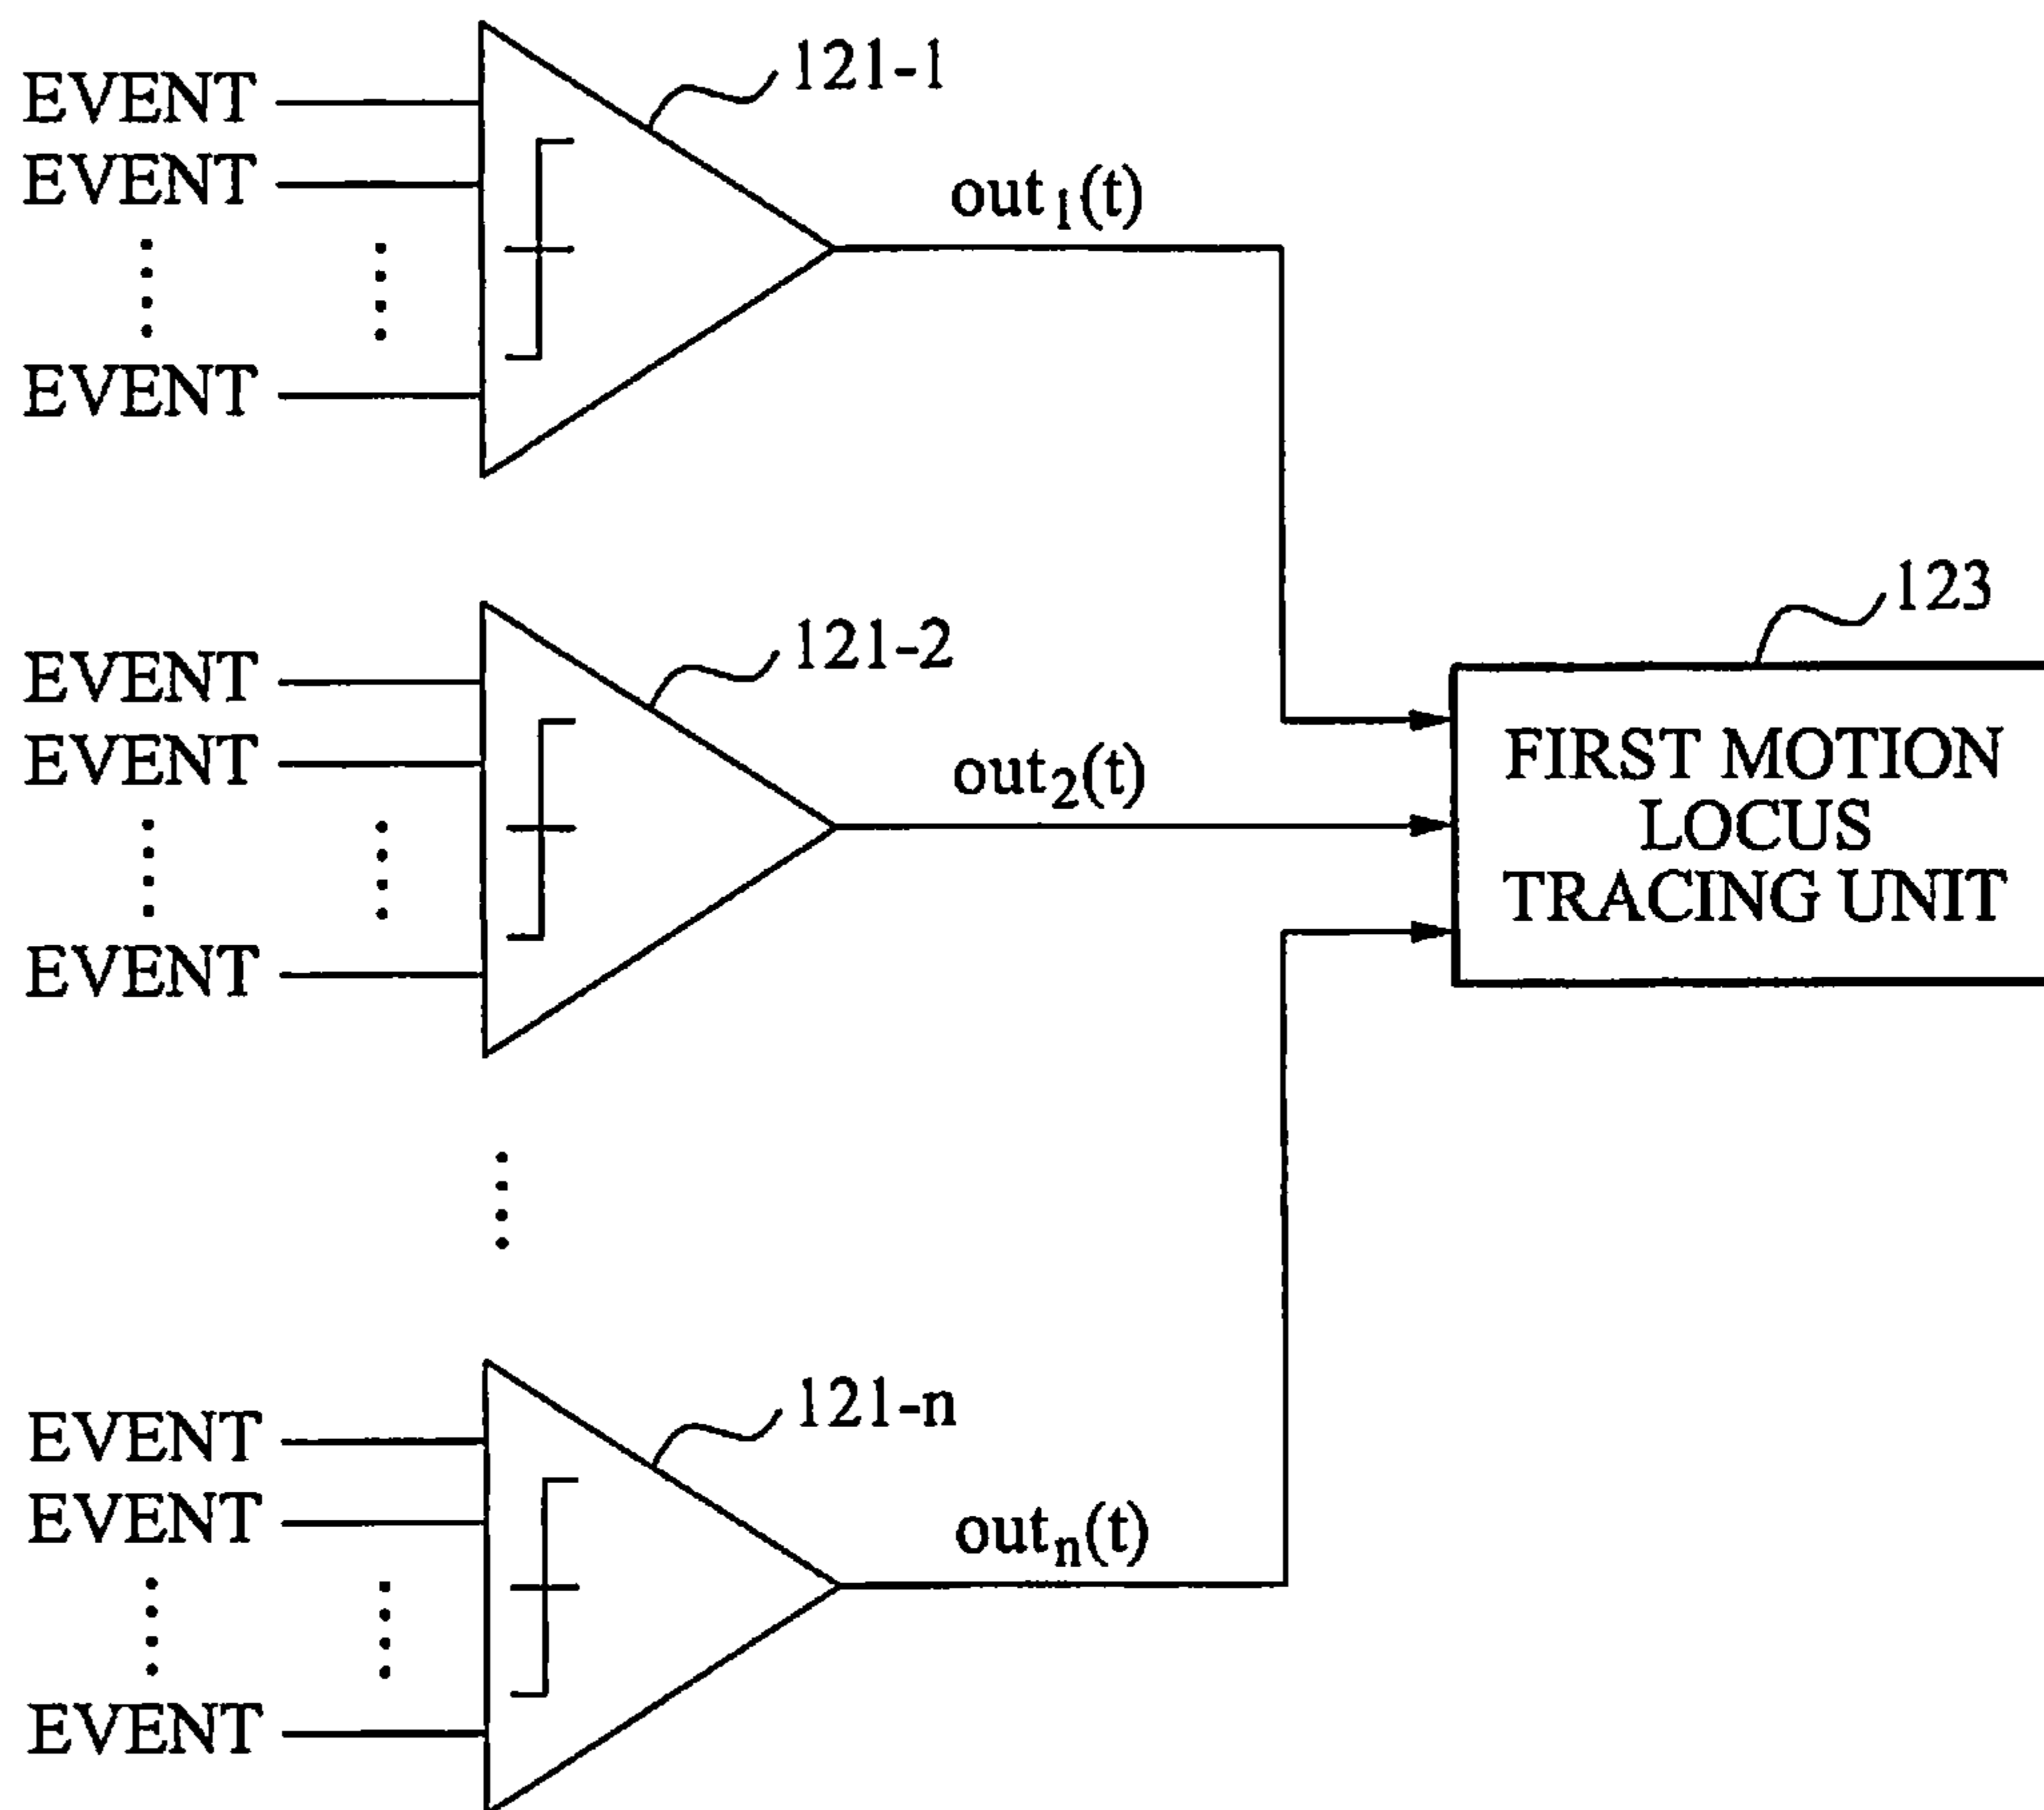 121-1
EVENT
EVENT
EVENT
out1(t)
121-2
EVENT
EVENT
EVENT
out2(t)
123
FIRST MOTION
LOCUS
TRACING UNIT
121-n
EVENT
EVENT
EVENT
outn(t)